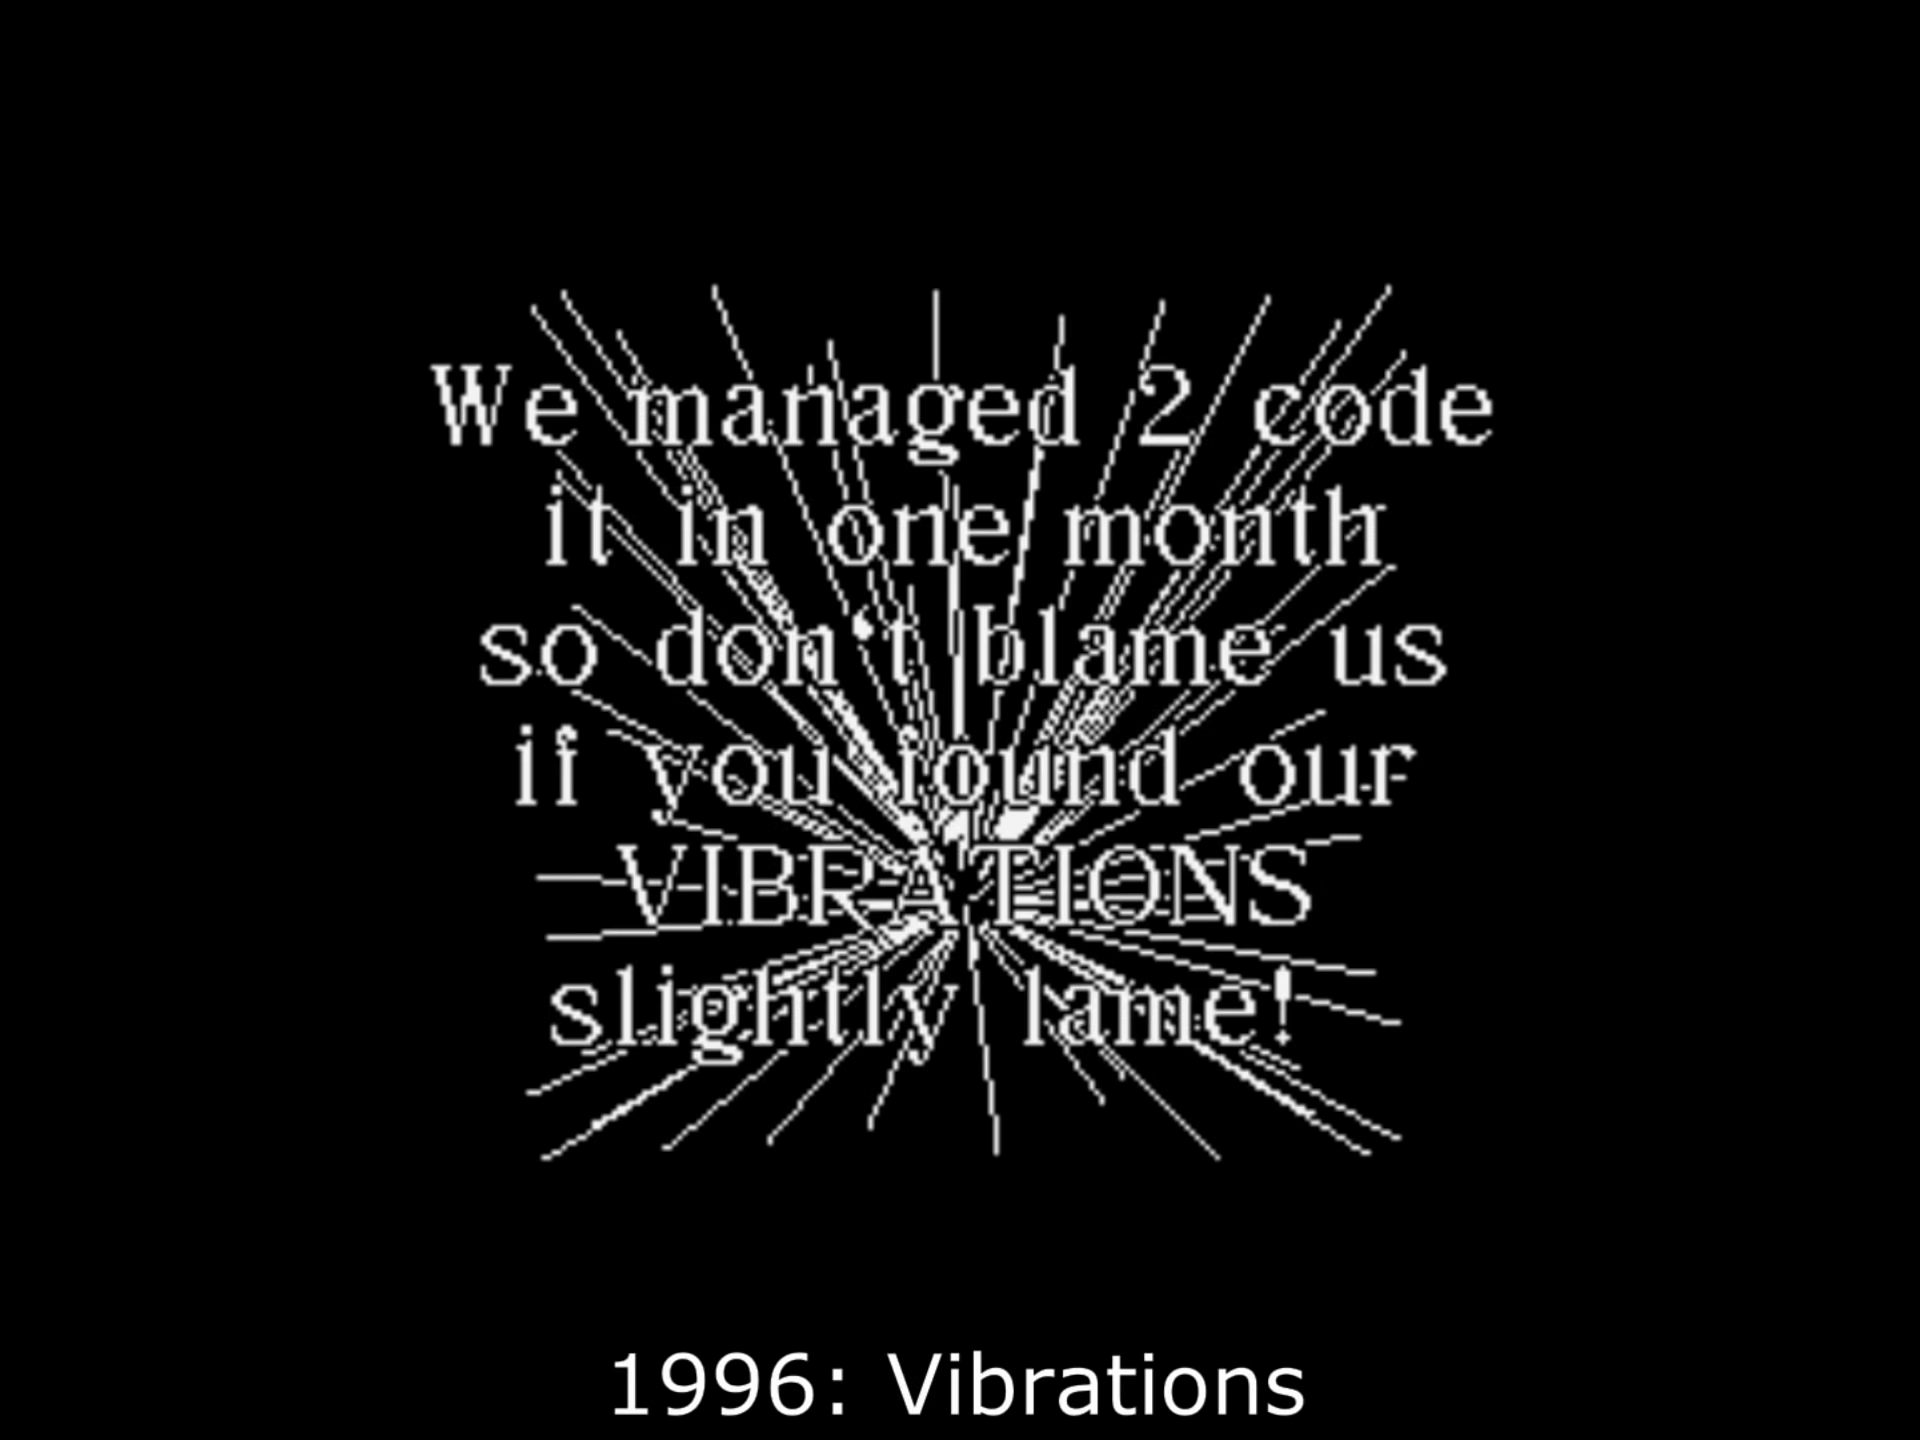 We managed 2 code
it in one month
so don't blame us
if you found our
VIBRATIONS
slightly lame!
1996: Vibrations